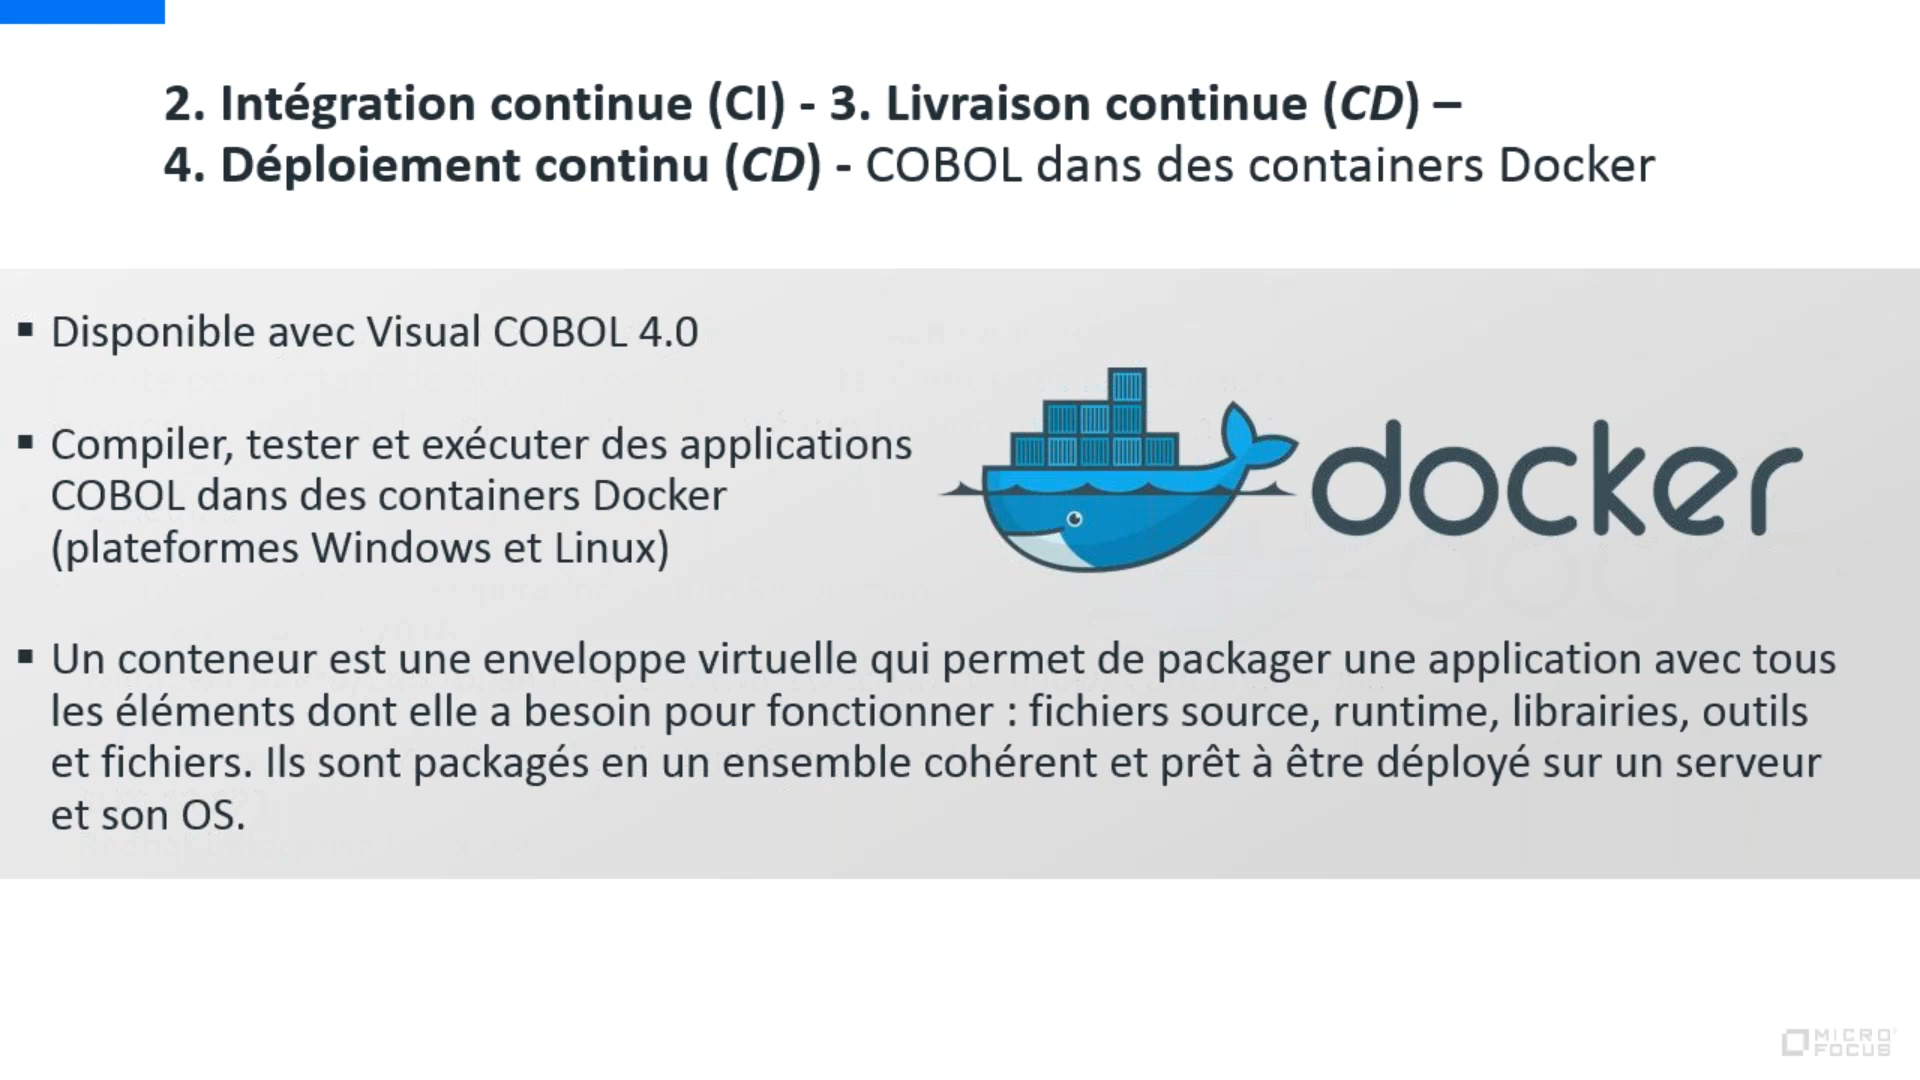 2. Intégration continue (CI) - 3. Livraison continue (CD) –
4. Déploiement continu (CD) - COBOL dans des containers Docker
▪ Disponible avec Visual COBOL 4.0
▪ Compiler, tester et exécuter des applications
COBOL dans des containers Docker
(plateformes Windows et Linux)
docker
▪ Un conteneur est une enveloppe virtuelle qui permet de packager une application avec tous
les éléments dont elle a besoin pour fonctionner : fichiers source, runtime, librairies, outils
et fichiers. Ils sont packagés en un ensemble cohérent et prêt à être déployé sur un serveur
et son OS.
MICRO
FOCUS